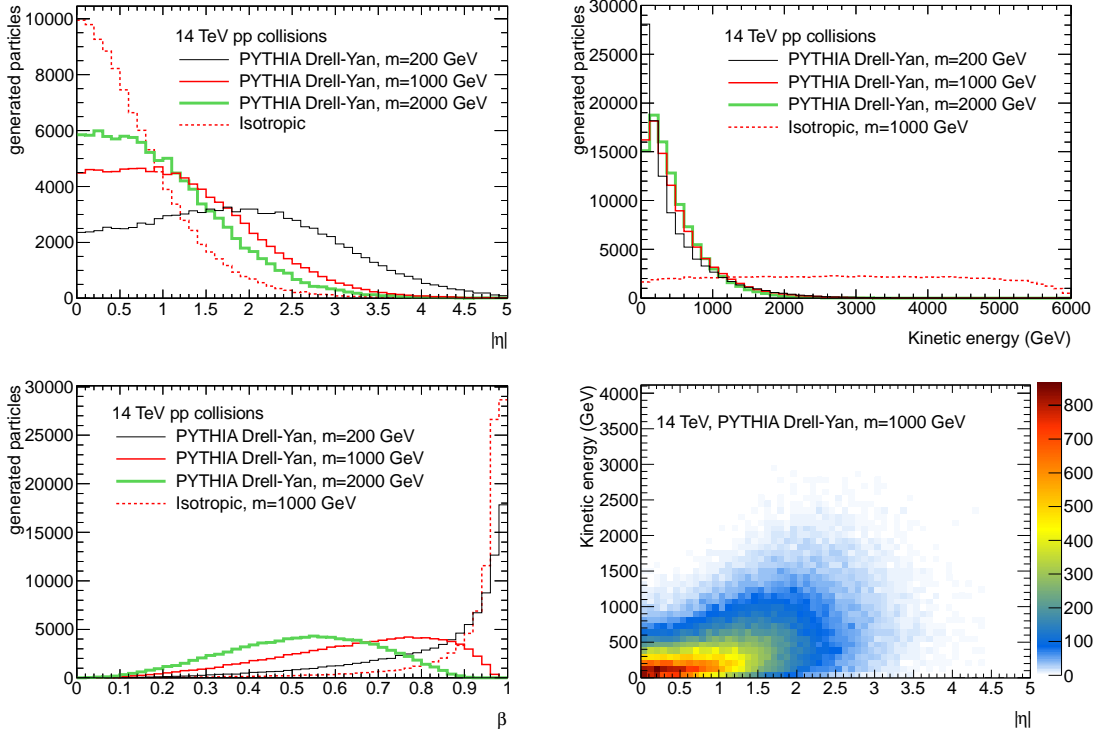 generated particles
10000
8000
6000
4000
2000
0
14 TeV pp collisions
PYTHIA Drell-Yan, m=200 GeV
PYTHIA Drell-Yan, m=1000 GeV
PYTHIA Drell-Yan, m=2000 GeV
Isotropic
0 0.5 1 1.5 2 2.5 3 3.5 4 4.5 5
|η|
generated particles
30000
25000
20000
15000
10000
5000
0
14 TeV pp collisions
PYTHIA Drell-Yan, m=200 GeV
PYTHIA Drell-Yan, m=1000 GeV
PYTHIA Drell-Yan, m=2000 GeV
Isotropic, m=1000 GeV
0 1000 2000 3000 4000 5000 6000
Kinetic energy (GeV)
generated particles
30000
25000
20000
15000
10000
5000
0
14 TeV pp collisions
PYTHIA Drell-Yan, m=200 GeV
PYTHIA Drell-Yan, m=1000 GeV
PYTHIA Drell-Yan, m=2000 GeV
Isotropic, m=1000 GeV
0 0.1 0.2 0.3 0.4 0.5 0.6 0.7 0.8 0.9 1
β
Kinetic energy (GeV)
4000
3500
3000
2500
2000
1500
1000
500
0
14 TeV, PYTHIA Drell-Yan, m=1000 GeV
0 0.5 1 1.5 2 2.5 3 3.5 4 4.5 5
|η|
800
700
600
500
400
300
200
100
0